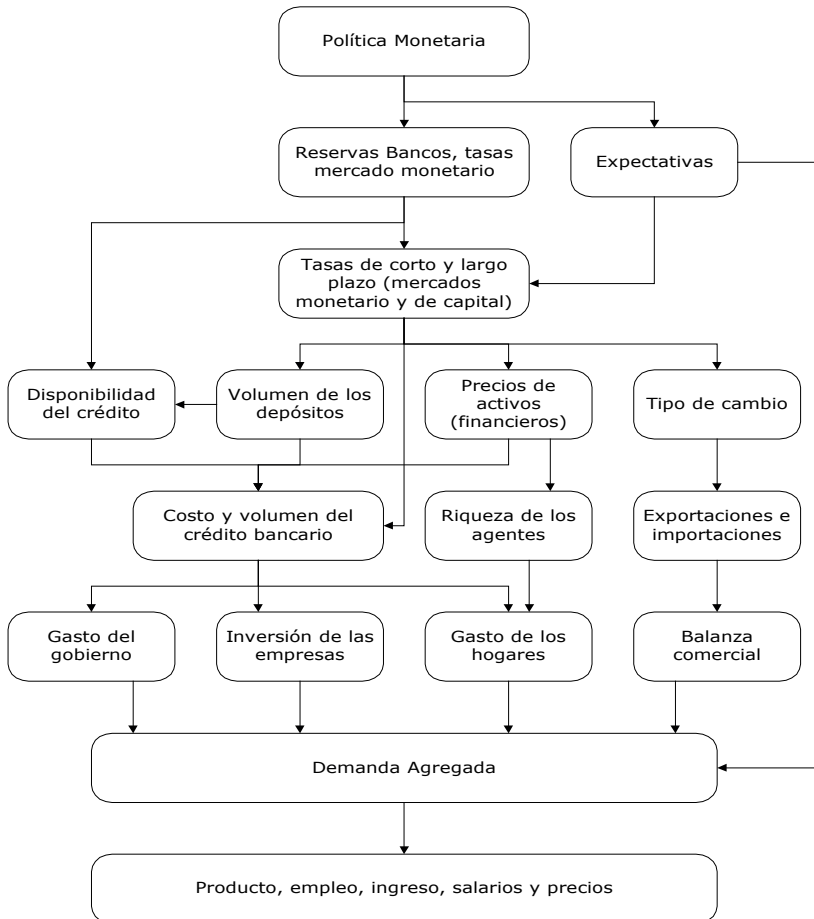 Política Monetaria
Reservas Bancos, tasas
mercado monetario
Expectativas
Tasas de corto y largo
plazo (mercados
monetario y de capital)
Disponibilidad
del crédito
Volumen de los
depósitos
Precios de
activos
(financieros)
Tipo de cambio
Costo y volumen del
crédito bancario
Riqueza de los
agentes
Exportaciones e
importaciones
Gasto del
gobierno
Inversión de las
empresas
Gasto de los
hogares
Balanza
comercial
Demanda Agregada
Producto, empleo, ingreso, salarios y precios